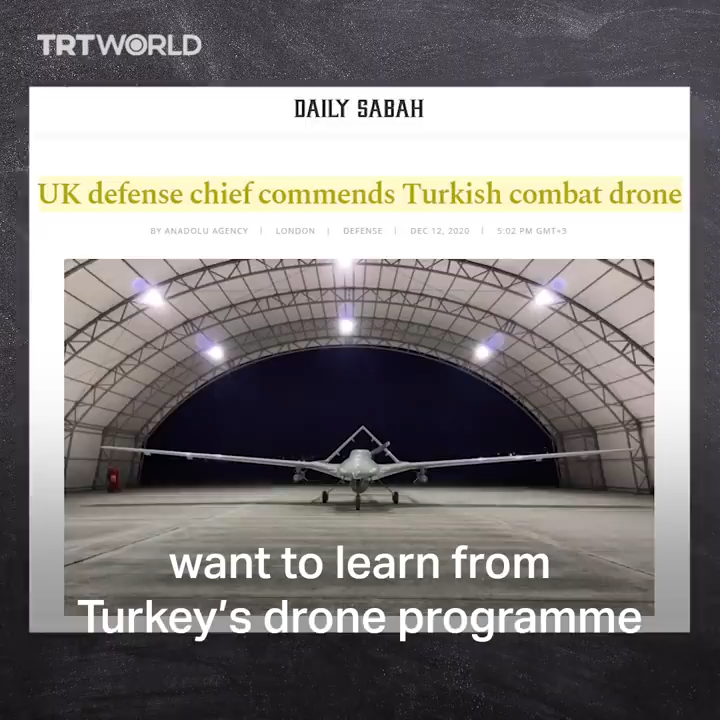 TRTWORLD
DAILY SABAH
UK defense chief commends Turkish combat drone
BY ANADOLU AGENCY | LONDON | DEFENSE | DEC 12, 2020 | 5:02 PM GMT+3
want to learn from
Turkey's drone programme